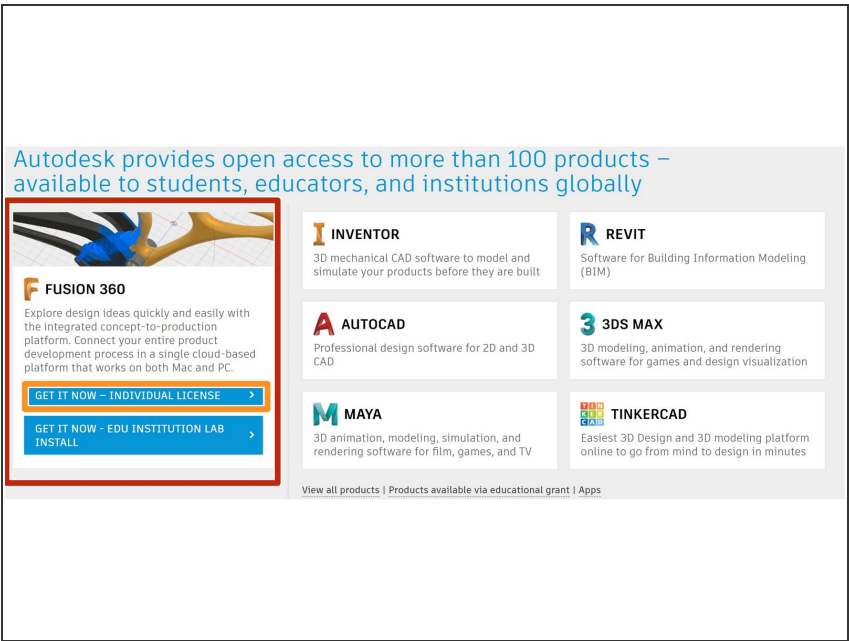 Autodesk provides open access to more than 100 products –
available to students, educators, and institutions globally
FUSION 360
Explore design ideas quickly and easily with
the integrated concept-to-production
platform. Connect your entire product
development process in a single cloud-based
platform that works on both Mac and PC.
GET IT NOW – INDIVIDUAL LICENSE
GET IT NOW - EDU INSTITUTION LAB
INSTALL
INVENTOR
3D mechanical CAD software to model and
simulate your products before they are built
REVIT
Software for Building Information Modeling
(BIM)
AUTOCAD
Professional design software for 2D and 3D
CAD
3DS MAX
3D modeling, animation, and rendering
software for games and design visualization
MAYA
3D animation, modeling, simulation, and
rendering software for film, games, and TV
TIN
KER
CAD
TINKERCAD
Easiest 3D Design and 3D modeling platform
online to go from mind to design in minutes
View all products | Products available via educational grant | Apps